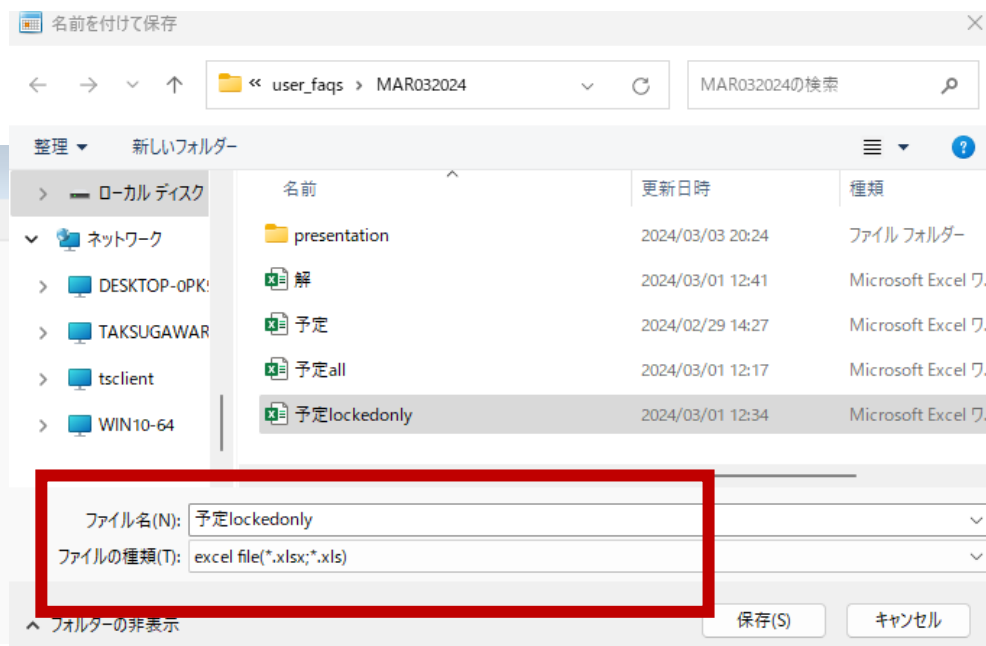 名前を付けて保存
« user_faqs > MAR032024
MAR032024の検索
整理
新しいフォルダー
?
ローカル ディスク
ネットワーク
DESKTOP-0PK
TAKSUGAWAR
tsclient
WIN10-64
名前 更新日時 種類
presentation 2024/03/03 20:24 ファイル フォルダー
解 2024/03/01 12:41 Microsoft Excel ワ
予定 2024/02/29 14:27 Microsoft Excel ワ
予定all 2024/03/01 12:17 Microsoft Excel ワ
予定lockedonly 2024/03/01 12:34 Microsoft Excel ワ
ファイル名(N): 予定lockedonly
ファイルの種類(T): excel file(*.xlsx;*.xls)
フォルダーの非表示
保存(S)
キャンセル